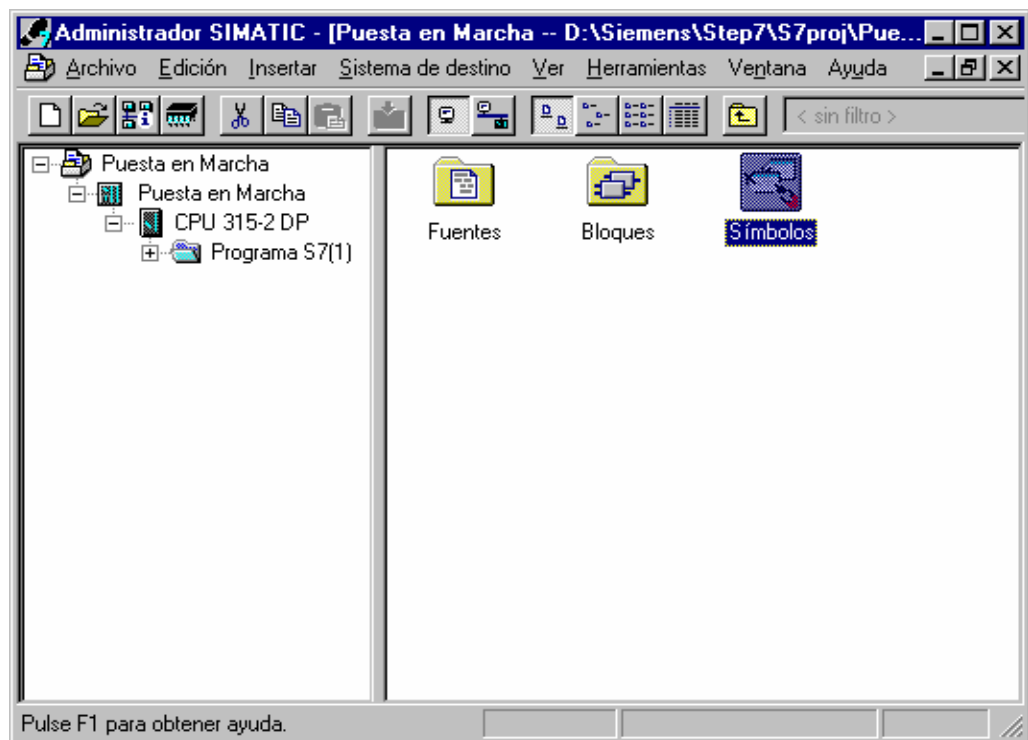 Administrador SIMATIC - [Puesta en Marcha -- D:\Siemens\Step7\S7proj\Pue...
Archivo Edición Insertar Sistema de destino Ver Herramientas Ventana Ayuda
< sin filtro >
Puesta en Marcha
Puesta en Marcha
CPU 315-2 DP
Programa S7(1)
Fuentes Bloques Símbolos
Pulse F1 para obtener ayuda.